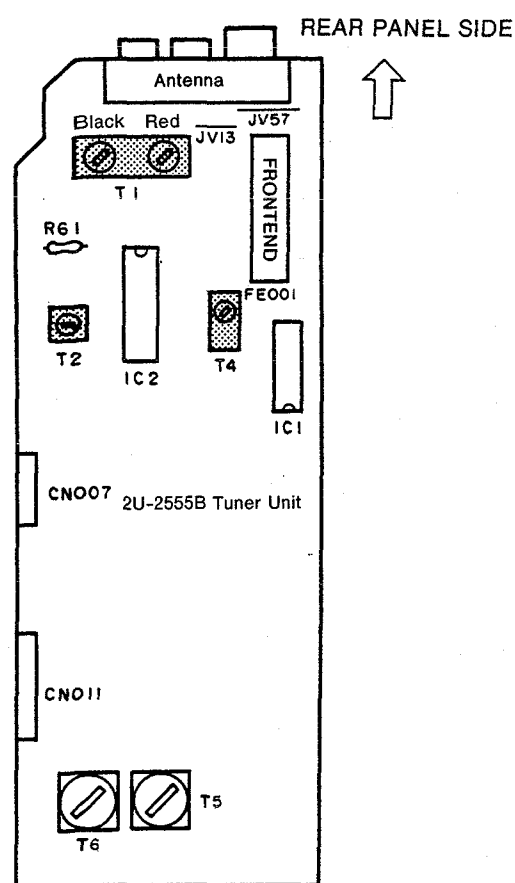 REAR PANEL SIDE
Antenna
Black Red
JV13
JV57
T1
FRONTEND
R61
FE001
T2
IC2
T4
IC1
CN007
2U-2555B Tuner Unit
CN011
T5
T6